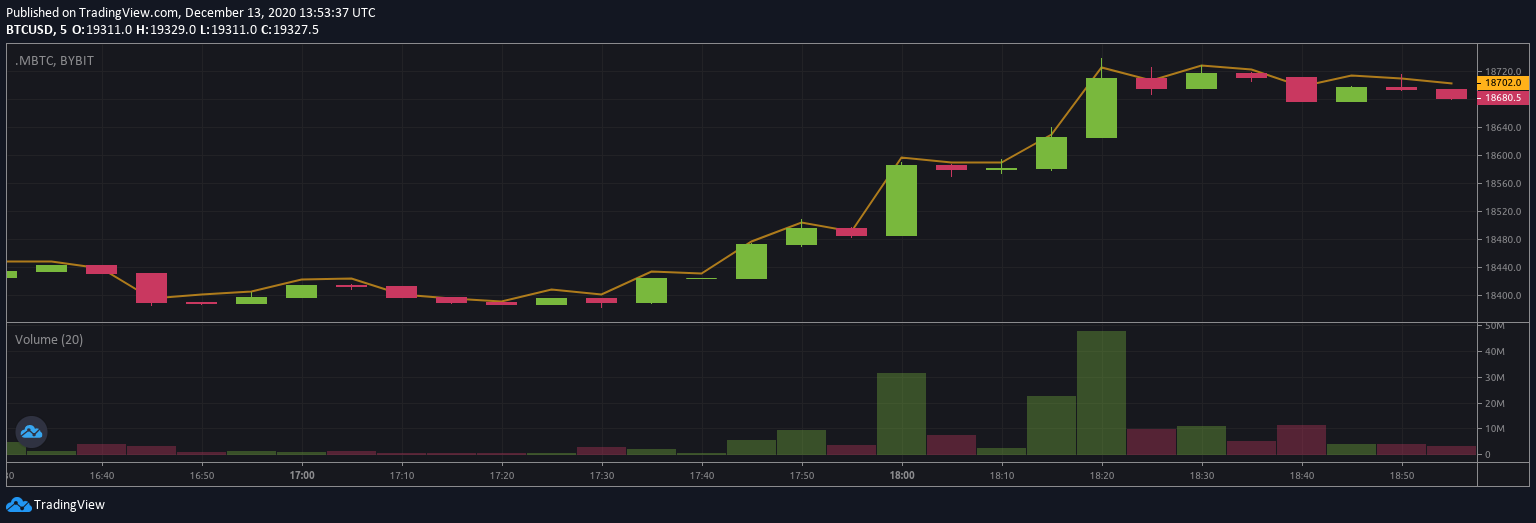 Published on TradingView.com, December 13, 2020 13:53:37 UTC
BTCUSD, 5 O:19311.0 H:19329.0 L:19311.0 C:19327.5
.MBTC, BYBIT
18720.0
18702.0
18680.5
18640.0
18600.0
18560.0
18520.0
18480.0
18440.0
18400.0
Volume (20)
50M
40M
30M
20M
10M
0
16:40 16:50 17:00 17:10 17:20 17:30 17:40 17:50 18:00 18:10 18:20 18:30 18:40 18:50
TradingView